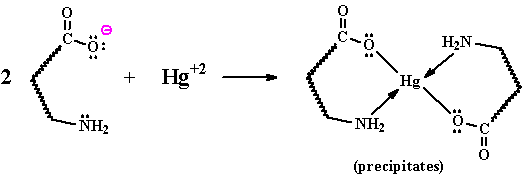 O
C
O ⊖
2
+ Hg+2
NH2
O
C
O
H2N
Hg
NH2
O
C
O
(precipitates)